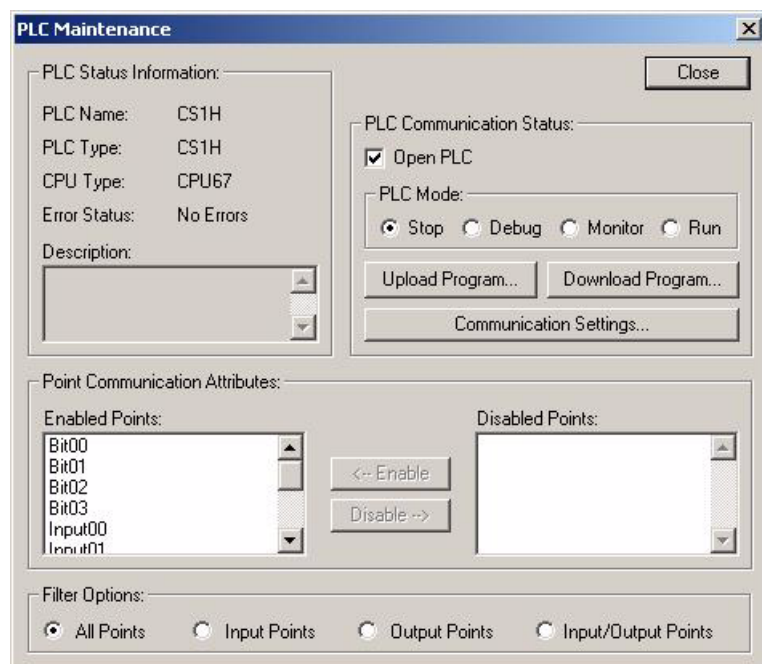 PLC Maintenance
PLC Status Information:
PLC Name: CS1H
PLC Type: CS1H
CPU Type: CPU67
Error Status: No Errors
Description:
Close
PLC Communication Status:
Open PLC
PLC Mode:
Stop Debug Monitor Run
Upload Program... Download Program...
Communication Settings...
Point Communication Attributes:
Enabled Points:
Bit00
Bit01
Bit02
Bit03
Input00
Input01
<-- Enable
Disable -->
Disabled Points:
Filter Options:
All Points Input Points Output Points Input/Output Points